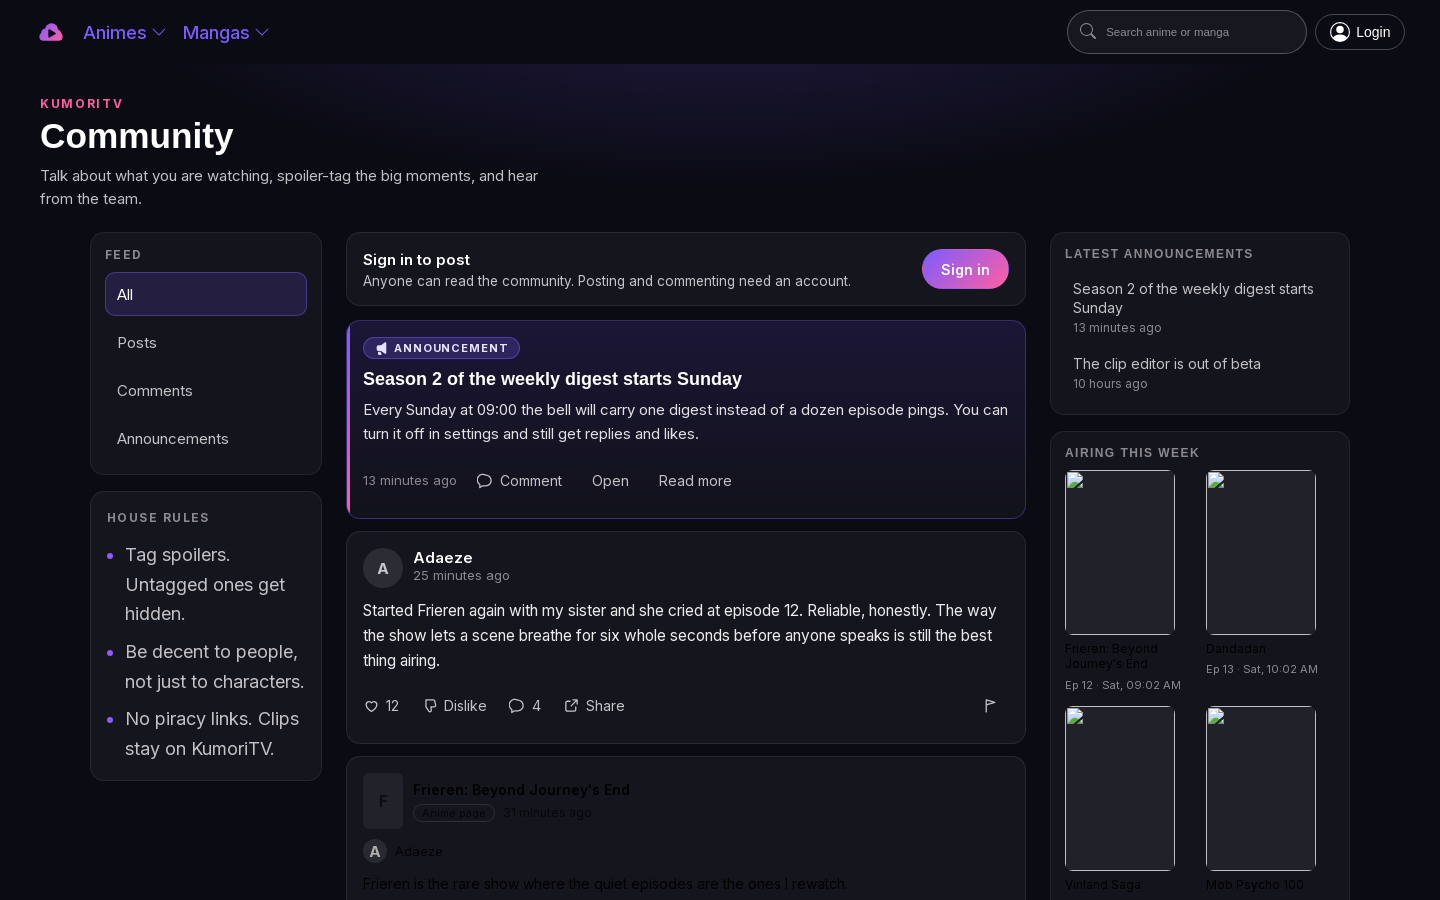 Animes
Mangas
Search anime or manga
Login
KUMORITV
Community
Talk about what you are watching, spoiler-tag the big moments, and hear
from the team.
FEED
All
Posts
Comments
Announcements
HOUSE RULES
Tag spoilers.
Untagged ones get
hidden.
Be decent to people,
not just to characters.
No piracy links. Clips
stay on KumoriTV.
Sign in to post
Anyone can read the community. Posting and commenting need an account.
Sign in
ANNOUNCEMENT
Season 2 of the weekly digest starts Sunday
Every Sunday at 09:00 the bell will carry one digest instead of a dozen episode pings. You can
turn it off in settings and still get replies and likes.
13 minutes ago
Comment
Open
Read more
A
Adaeze
25 minutes ago
Started Frieren again with my sister and she cried at episode 12. Reliable, honestly. The way
the show lets a scene breathe for six whole seconds before anyone speaks is still the best
thing airing.
12
Dislike
4
Share
F
Frieren: Beyond Journey's End
Anime page
31 minutes ago
A
Adaeze
Frieren is the rare show where the quiet episodes are the ones I rewatch.
LATEST ANNOUNCEMENTS
Season 2 of the weekly digest starts
Sunday
13 minutes ago
The clip editor is out of beta
10 hours ago
AIRING THIS WEEK
Frieren: Beyond
Journey's End
Ep 12 · Sat, 09:02 AM
Dandadan
Ep 13 · Sat, 10:02 AM
Vinland Saga
Mob Psycho 100